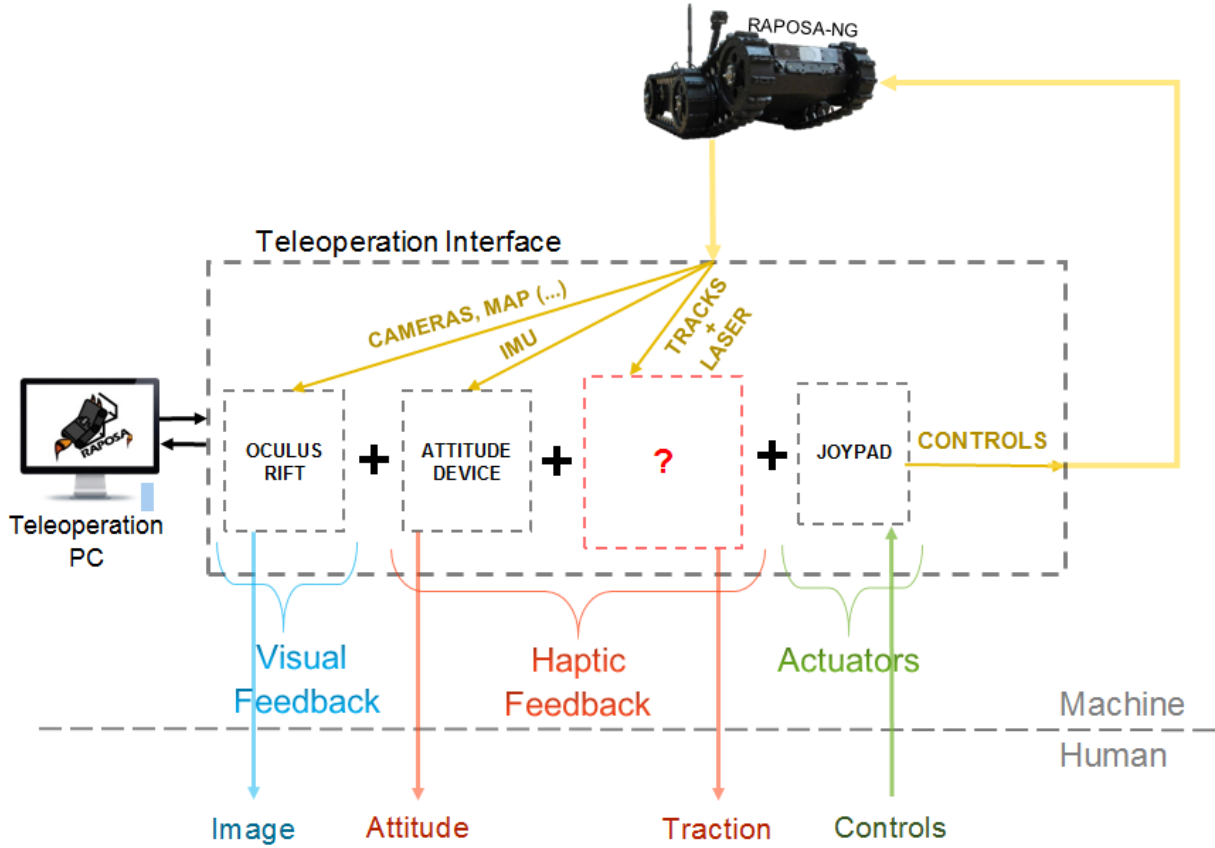 RAPOSA-NG
Teleoperation Interface
CAMERAS, MAP (...)
IMU
TRACKS
+
LASER
RAPOSA
OCULUS
RIFT
+
ATTITUDE
DEVICE
+
?
+
JOYPAD
CONTROLS
Teleoperation
PC
Visual
Feedback
Haptic
Feedback
Actuators
Machine
Human
Image
Attitude
Traction
Controls